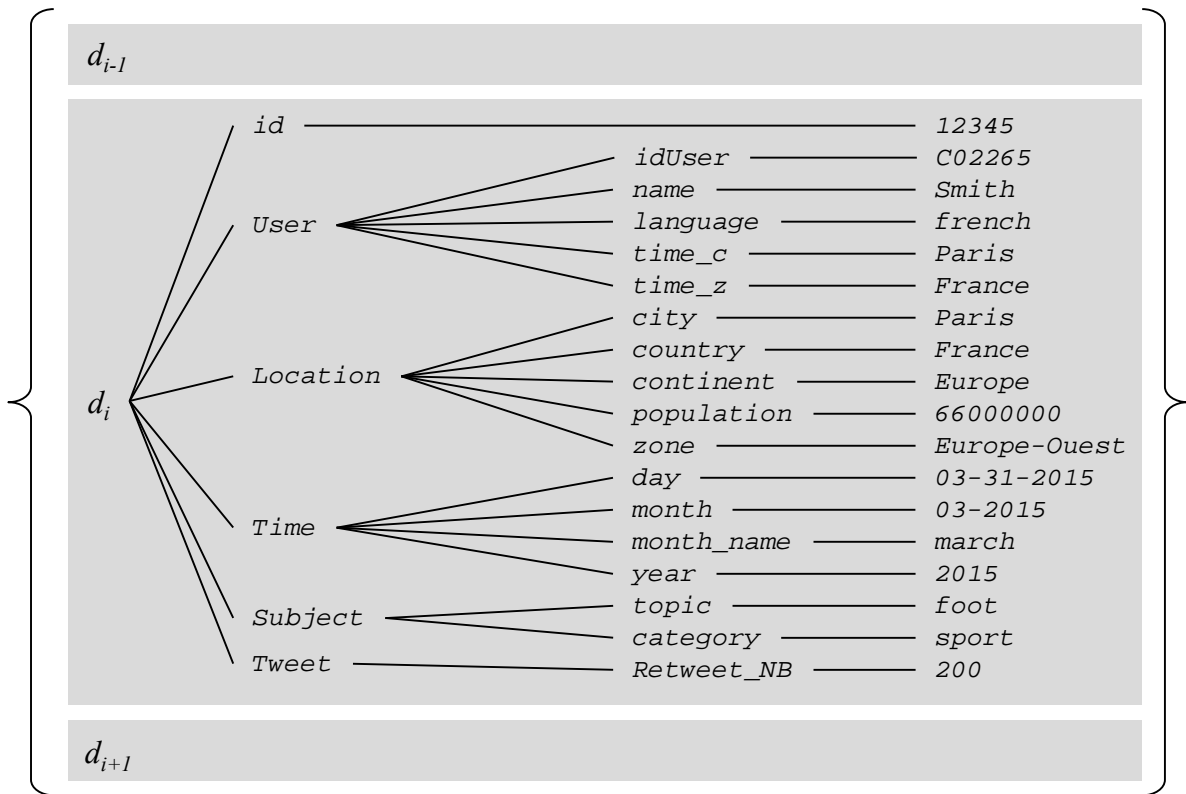 d_{i-1}
id 12345
idUser C02265
name Smith
User language french
time_c Paris
time_z France
city Paris
country France
Location continent Europe
d_i population 66000000
zone Europe-Ouest
day 03-31-2015
month 03-2015
Time month_name march
year 2015
topic foot
Subject category sport
Tweet Retweet_NB 200
d_{i+1}